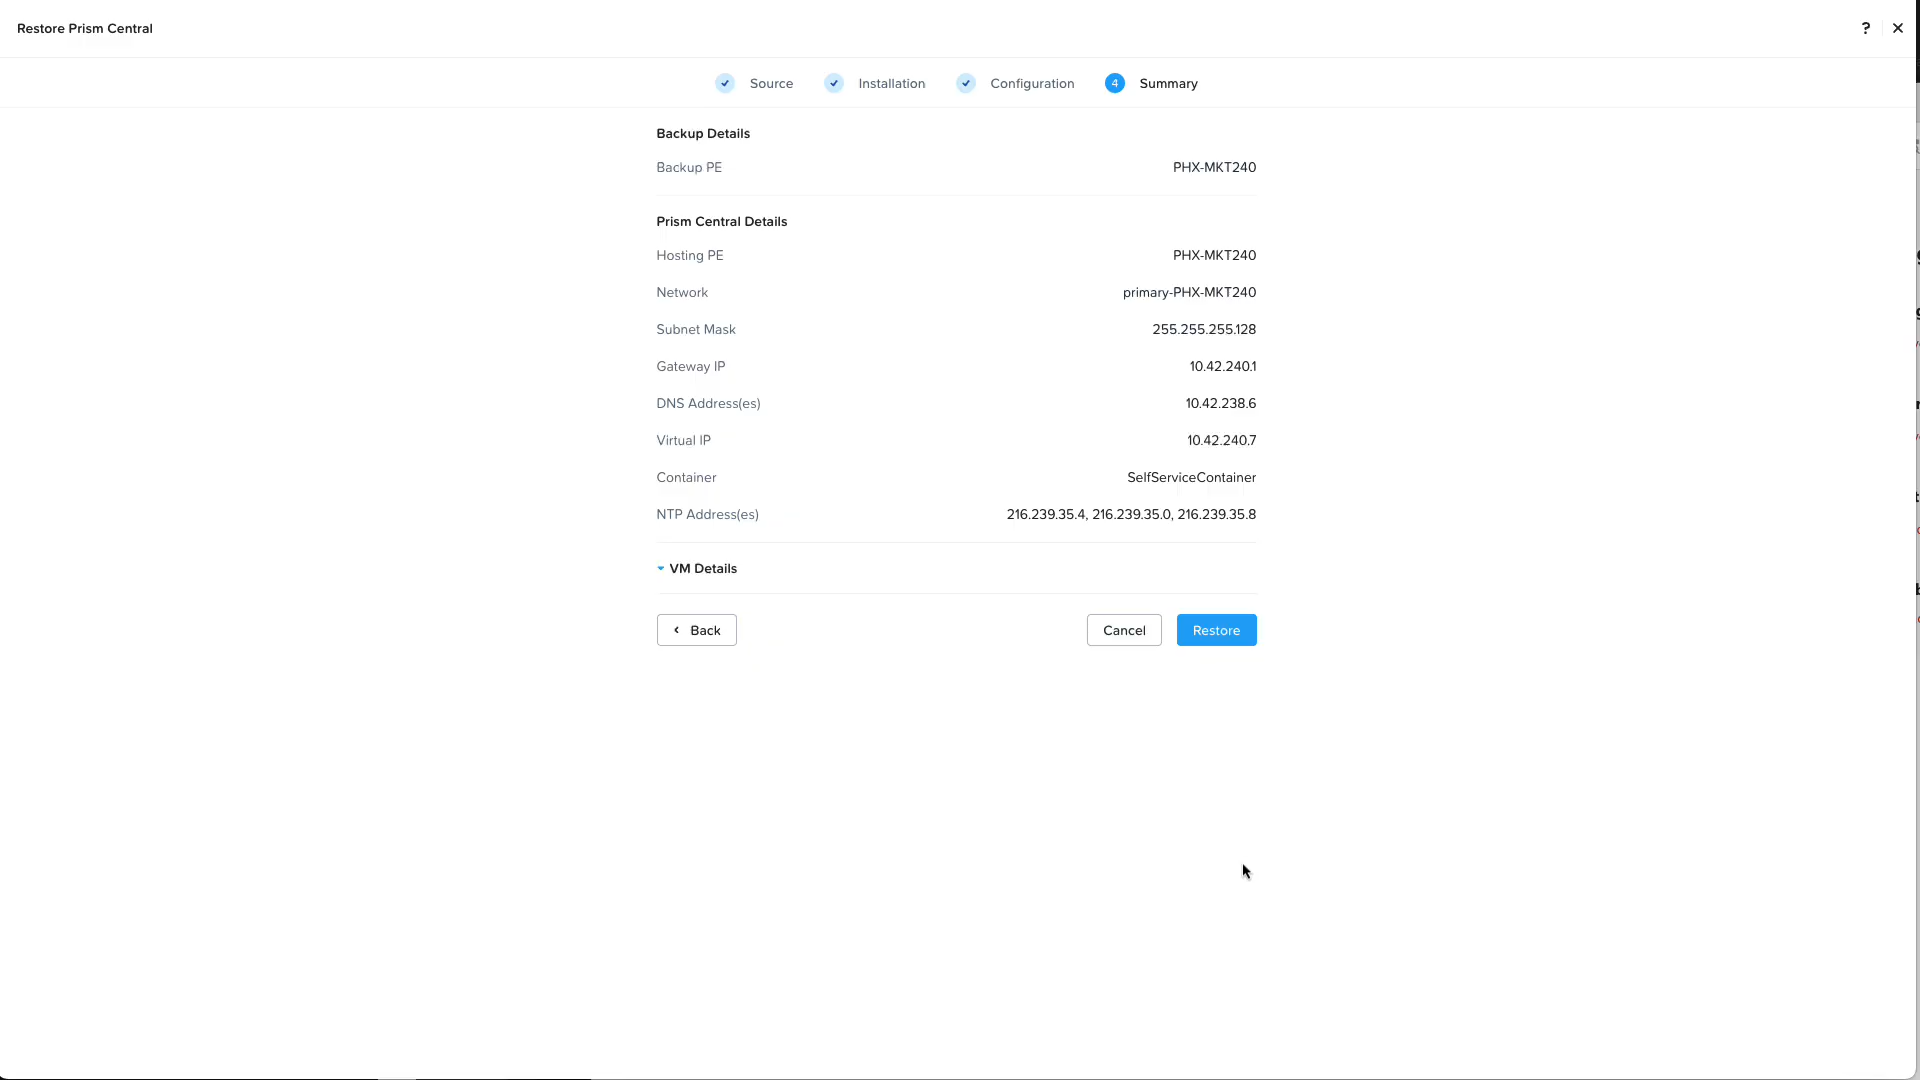 Restore Prism Central
?
Source
Installation
Configuration
4 Summary
Backup Details
Backup PE PHX-MKT240
Prism Central Details
Hosting PE PHX-MKT240
Network primary-PHX-MKT240
Subnet Mask 255.255.255.128
Gateway IP 10.42.240.1
DNS Address(es) 10.42.238.6
Virtual IP 10.42.240.7
Container SelfServiceContainer
NTP Address(es) 216.239.35.4, 216.239.35.0, 216.239.35.8
VM Details
Back
Cancel
Restore